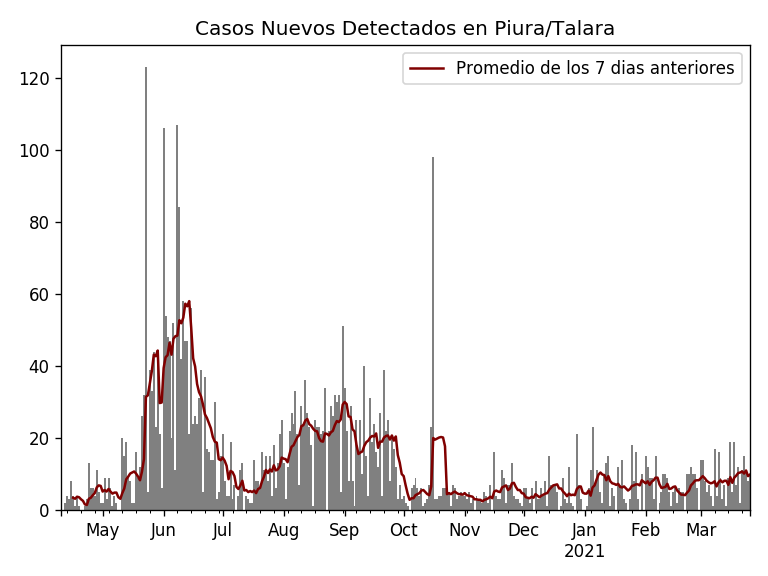 Casos Nuevos Detectados en Piura/Talara
Promedio de los 7 dias anteriores
120
100
80
60
40
20
0
May Jun Jul Aug Sep Oct Nov Dec Jan Feb Mar
2021